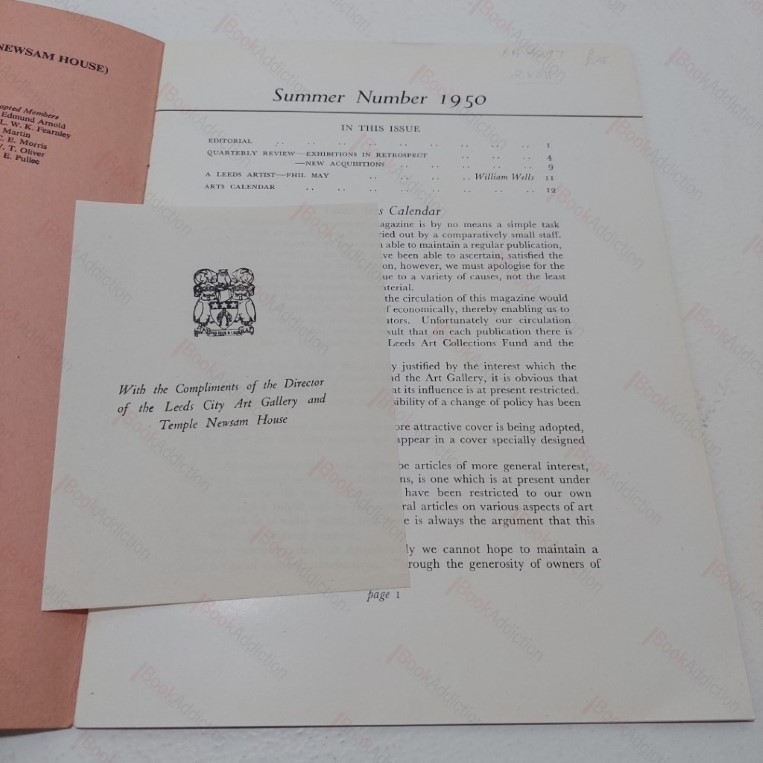 NEWSAM HOUSE)
opted Members
Edmund Arnold
L. W. K. Fearnley
Martin
E. Morris
T. Oliver
E. Pullee
Summer Number 1950
IN THIS ISSUE
EDITORIAL .. .. .. .. .. .. .. .. .. 1
QUARTERLY REVIEW—EXHIBITIONS IN RETROSPECT .. .. .. 4
—NEW ACQUISITIONS .. .. .. .. 9
A LEEDS ARTIST—PHIL MAY .. .. .. .. William Wells 11
ARTS CALENDAR .. .. .. .. .. .. .. .. 12
s Calendar
agazine is by no means a simple task
ried out by a comparatively small staff.
able to maintain a regular publication,
ve been able to ascertain, satisfied the
on, however, we must apologise for the
ue to a variety of causes, not the least
terial.
the circulation of this magazine would
f economically, thereby enabling us to
tors. Unfortunately our circulation
sult that on each publication there is
Leeds Art Collections Fund and the
y justified by the interest which the
nd the Art Gallery, it is obvious that
at its influence is at present restricted.
sibility of a change of policy has been
ore attractive cover is being adopted,
appear in a cover specially designed
be articles of more general interest,
ns, is one which is at present under
have been restricted to our own
ral articles on various aspects of art
e is always the argument that this
ly we cannot hope to maintain a
rough the generosity of owners of
page 1
With the Compliments of the Director
of the Leeds City Art Gallery and
Temple Newsam House
BookAddiction